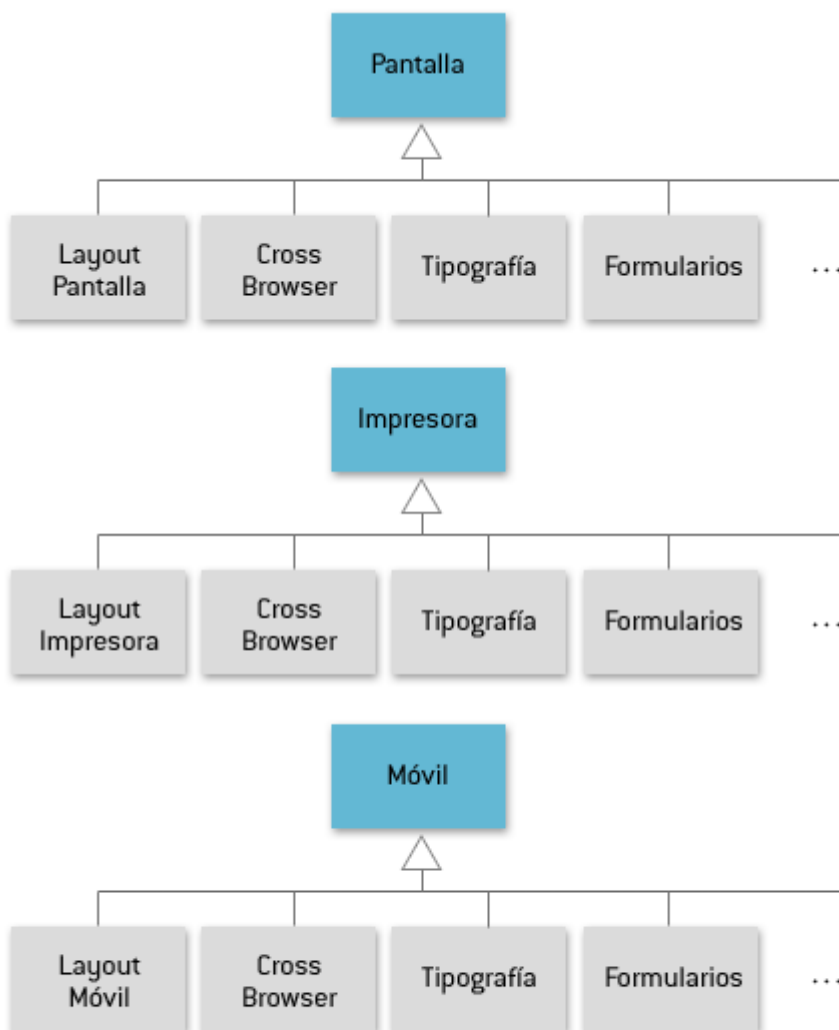 Pantalla
Layout
Pantalla
Cross
Browser
Tipografía
Formularios
...
Impresora
Layout
Impresora
Cross
Browser
Tipografía
Formularios
...
Móvil
Layout
Móvil
Cross
Browser
Tipografía
Formularios
...